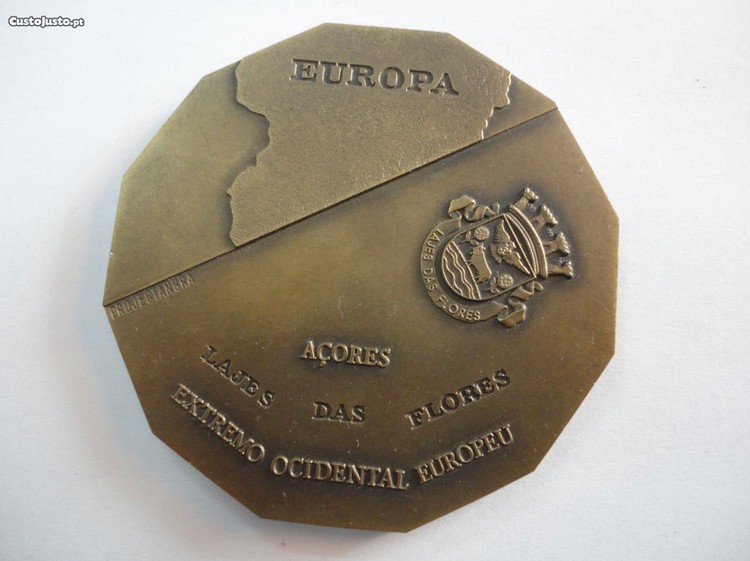 CustoJusto.pt
EUROPA
LAJES DAS FLORES
AÇORES
LAJES DAS FLORES
EXTREMO OCIDENTAL EUROPEU